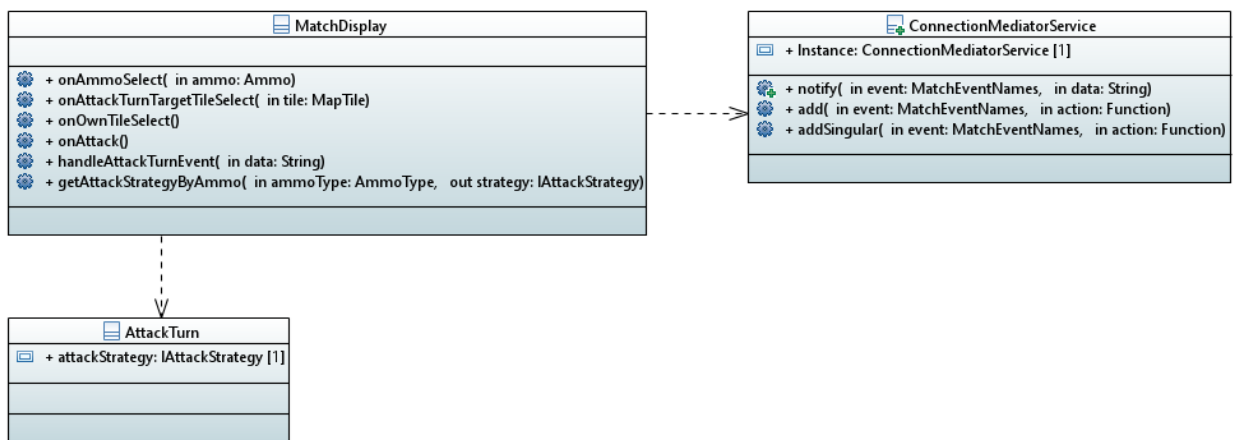 MatchDisplay
+ onAmmoSelect( in ammo: Ammo)
+ onAttackTurnTargetTileSelect( in tile: MapTile)
+ onOwnTileSelect()
+ onAttack()
+ handleAttackTurnEvent( in data: String)
+ getAttackStrategyByAmmo( in ammoType: AmmoType, out strategy: IAttackStrategy)
ConnectionMediatorService
+ Instance: ConnectionMediatorService [1]
+ notify( in event: MatchEventNames, in data: String)
+ add( in event: MatchEventNames, in action: Function)
+ addSingular( in event: MatchEventNames, in action: Function)
AttackTurn
+ attackStrategy: IAttackStrategy [1]